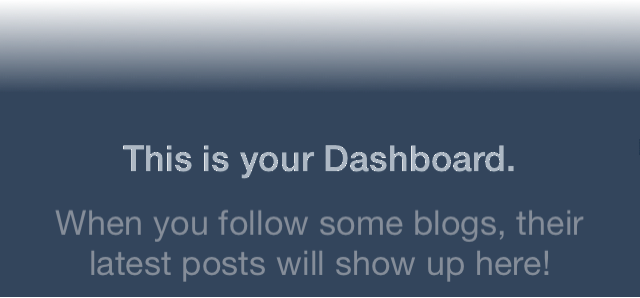 This is your Dashboard.
When you follow some blogs, their
latest posts will show up here!